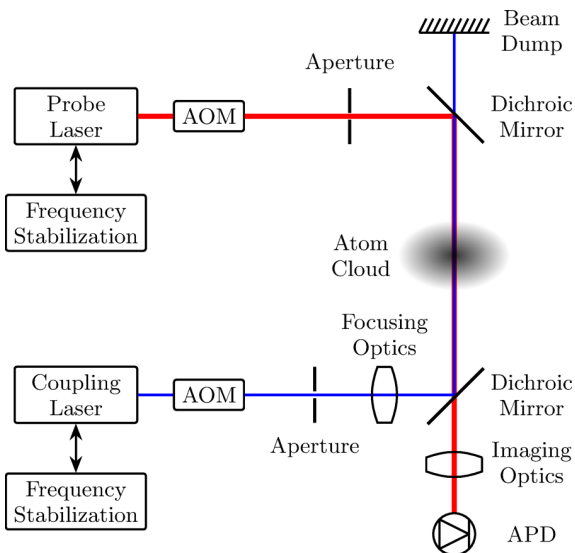 Beam
Dump
Aperture
Probe
Laser
AOM
Dichroic
Mirror
Frequency
Stabilization
Atom
Cloud
Focusing
Optics
Coupling
Laser
AOM
Dichroic
Mirror
Aperture
Imaging
Optics
Frequency
Stabilization
APD